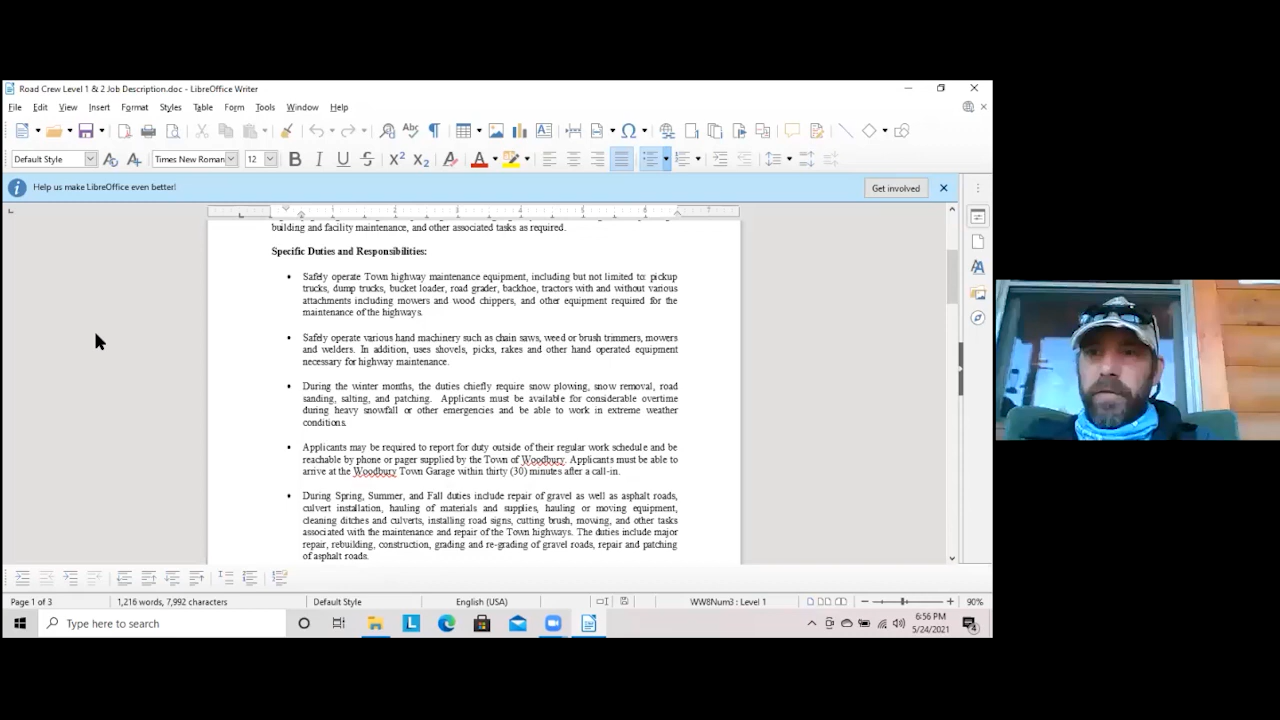 Road Crew Level 1 & 2 Job Description.doc - LibreOffice Writer
File Edit View Insert Format Styles Table Form Tools Window Help
Default Style Times New Roman 12
Help us make LibreOffice even better! Get involved
building and facility maintenance, and other associated tasks as required.
Specific Duties and Responsibilities:
• Safely operate Town highway maintenance equipment, including but not limited to: pickup
trucks, dump trucks, bucket loader, road grader, backhoe, tractors with and without various
attachments including mowers and wood chippers, and other equipment required for the
maintenance of the highways.
• Safely operate various hand machinery such as chain saws, weed or brush trimmers, mowers
and welders. In addition, uses shovels, picks, rakes and other hand operated equipment
necessary for highway maintenance.
• During the winter months, the duties chiefly require snow plowing, snow removal, road
sanding, salting, and patching. Applicants must be available for considerable overtime
during heavy snowfall or other emergencies and be able to work in extreme weather
conditions.
• Applicants may be required to report for duty outside of their regular work schedule and be
reachable by phone or pager supplied by the Town of Woodbury. Applicants must be able to
arrive at the Woodbury Town Garage within thirty (30) minutes after a call-in.
• During Spring, Summer, and Fall duties include repair of gravel as well as asphalt roads,
culvert installation, hauling of materials and supplies, hauling or moving equipment,
cleaning ditches and culverts, installing road signs, cutting brush, mowing, and other tasks
associated with the maintenance and repair of the Town highways. The duties include major
repair, rebuilding, construction, grading and re-grading of gravel roads, repair and patching
of asphalt roads.
Page 1 of 3 1,216 words, 7,992 characters Default Style English (USA) WW8Num3 : Level 1 90%
Type here to search 6:56 PM
5/24/2021